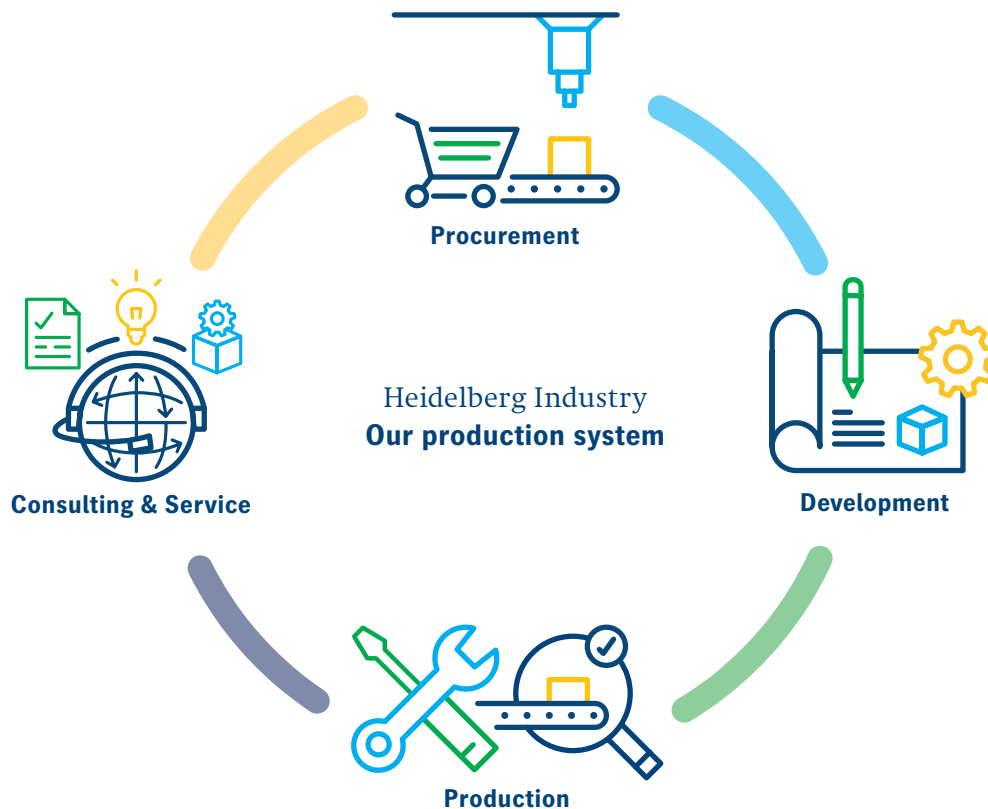 Procurement
Heidelberg Industry
Our production system
Consulting & Service
Development
Production